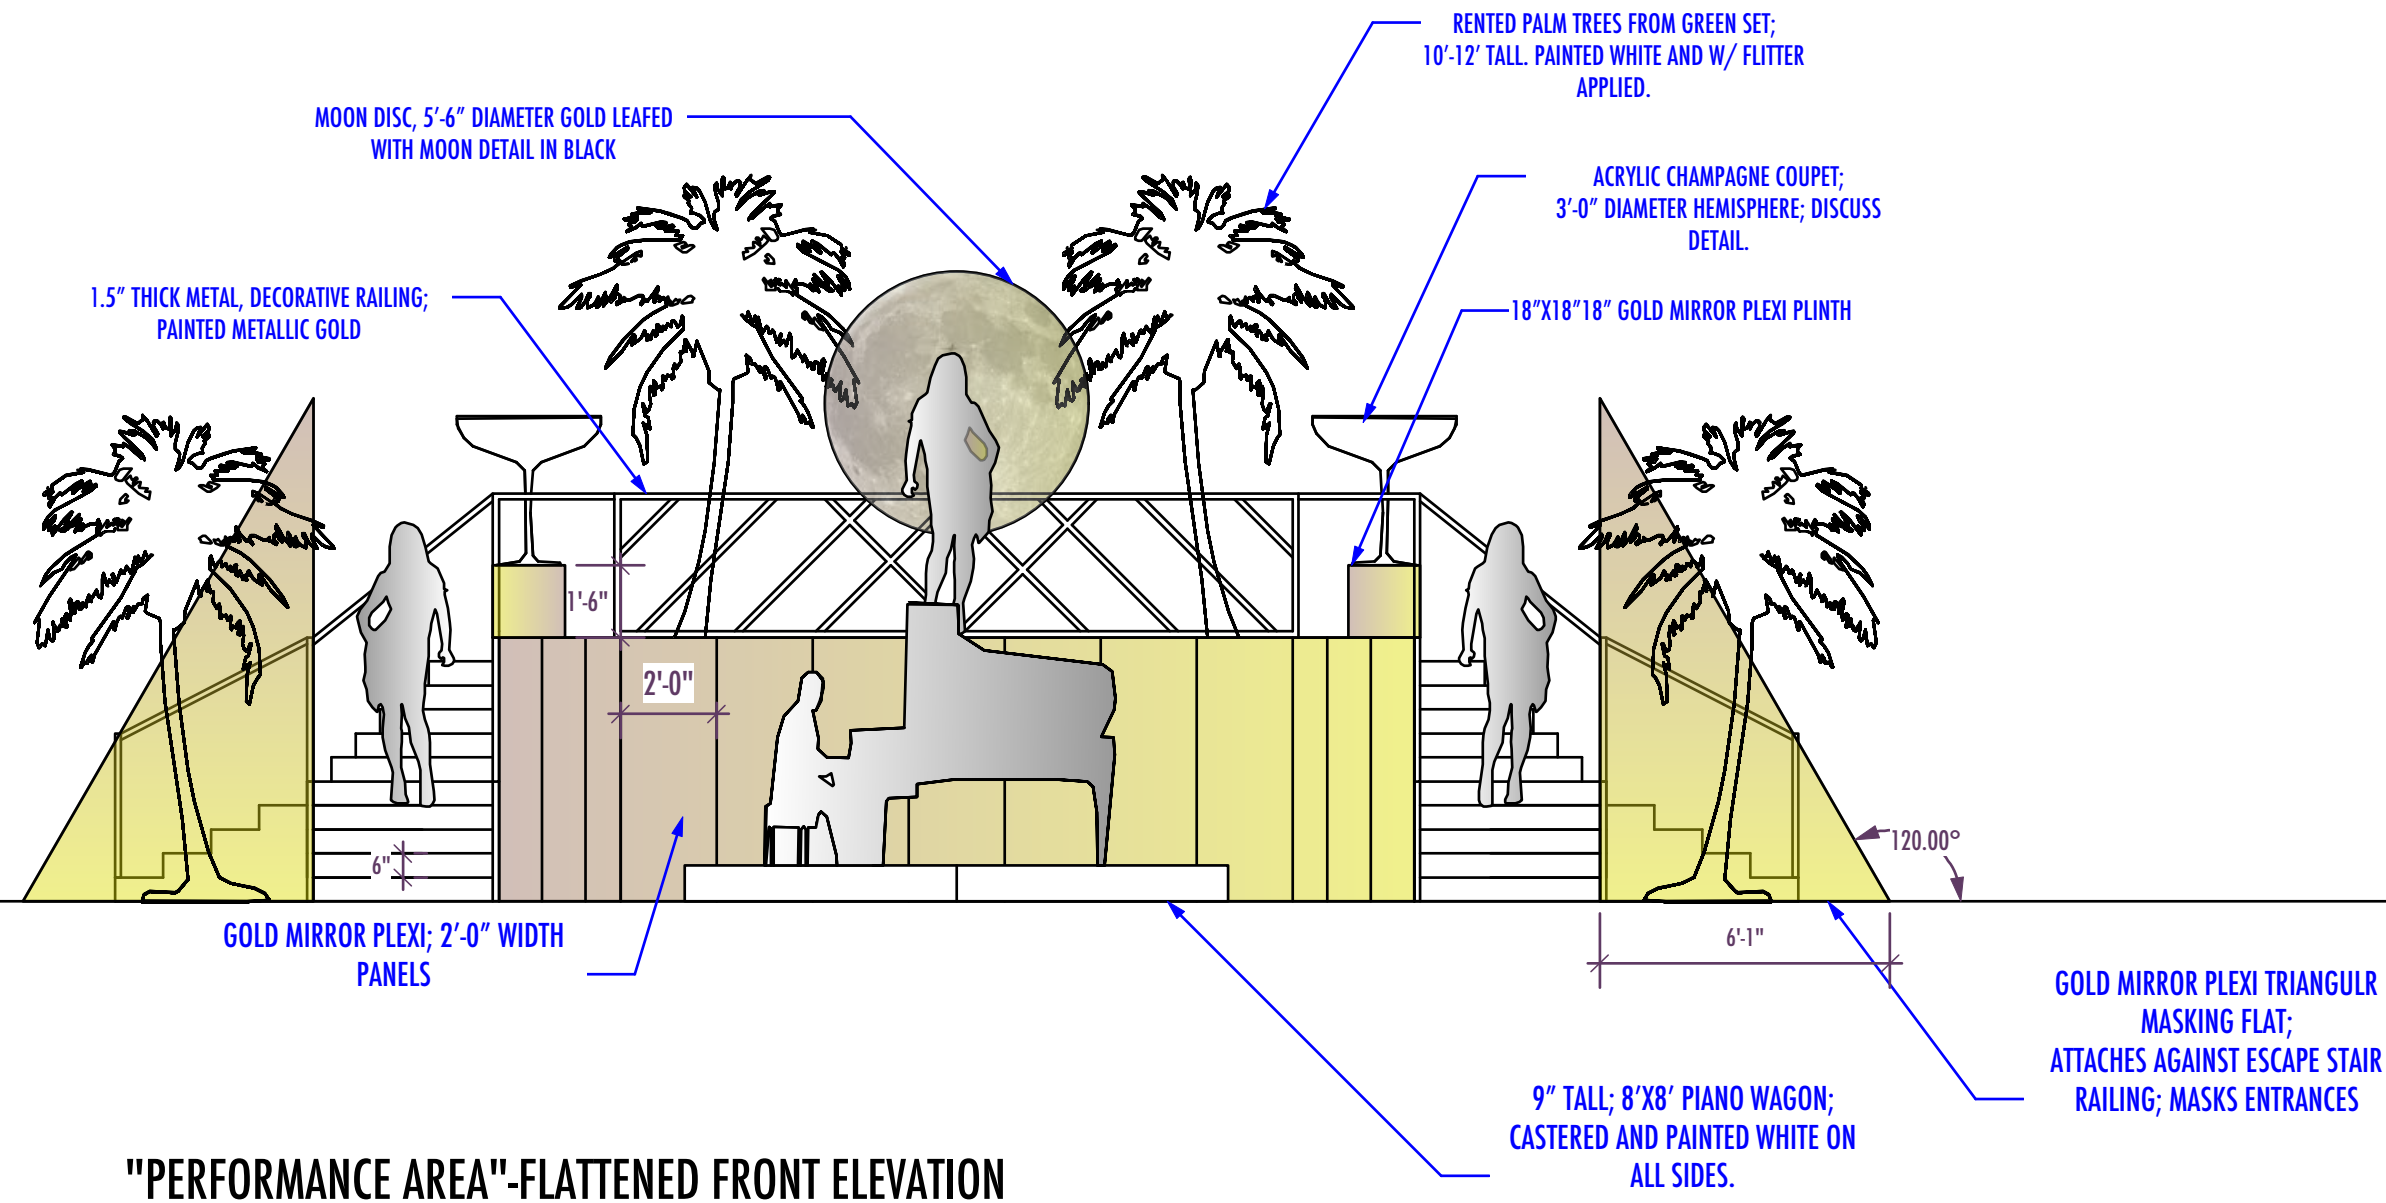 RENTED PALM TREES FROM GREEN SET;
10'-12' TALL. PAINTED WHITE AND W/ FLITTER
APPLIED.
MOON DISC, 5'-6" DIAMETER GOLD LEAFED
WITH MOON DETAIL IN BLACK
ACRYLIC CHAMPAGNE COUPET;
3'-0" DIAMETER HEMISPHERE; DISCUSS
DETAIL.
1.5" THICK METAL, DECORATIVE RAILING;
PAINTED METALLIC GOLD
18"X18"18" GOLD MIRROR PLEXI PLINTH
1'-6"
2'-0"
6"
120.00°
6'-1"
GOLD MIRROR PLEXI; 2'-0" WIDTH
PANELS
GOLD MIRROR PLEXI TRIANGULR
MASKING FLAT;
ATTACHES AGAINST ESCAPE STAIR
RAILING; MASKS ENTRANCES
9" TALL; 8'X8' PIANO WAGON;
CASTERED AND PAINTED WHITE ON
ALL SIDES.
"PERFORMANCE AREA"-FLATTENED FRONT ELEVATION